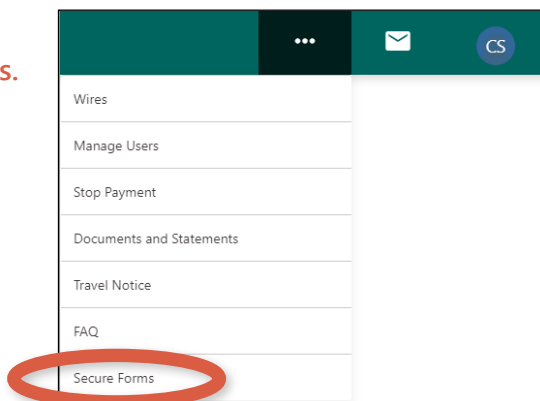 s.
CS
Wires
Manage Users
Stop Payment
Documents and Statements
Travel Notice
FAQ
Secure Forms